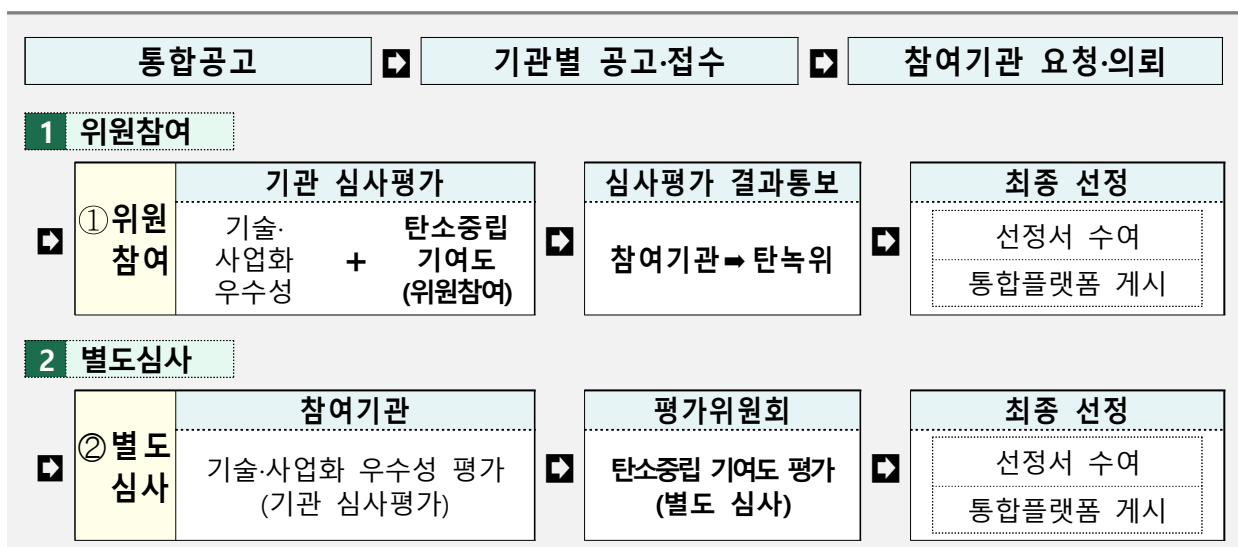 통합공고
기관별 공고·접수
참여기관 요청·의뢰
1 위원참여
①위원
참여
기관 심사평가
기술·
사업화
우수성
+
탄소중립
기여도
(위원참여)
심사평가 결과통보
참여기관➡탄녹위
최종 선정
선정서 수여
통합플랫폼 게시
2 별도심사
②별도
심사
참여기관
기술·사업화 우수성 평가
(기관 심사평가)
평가위원회
탄소중립 기여도 평가
(별도 심사)
최종 선정
선정서 수여
통합플랫폼 게시